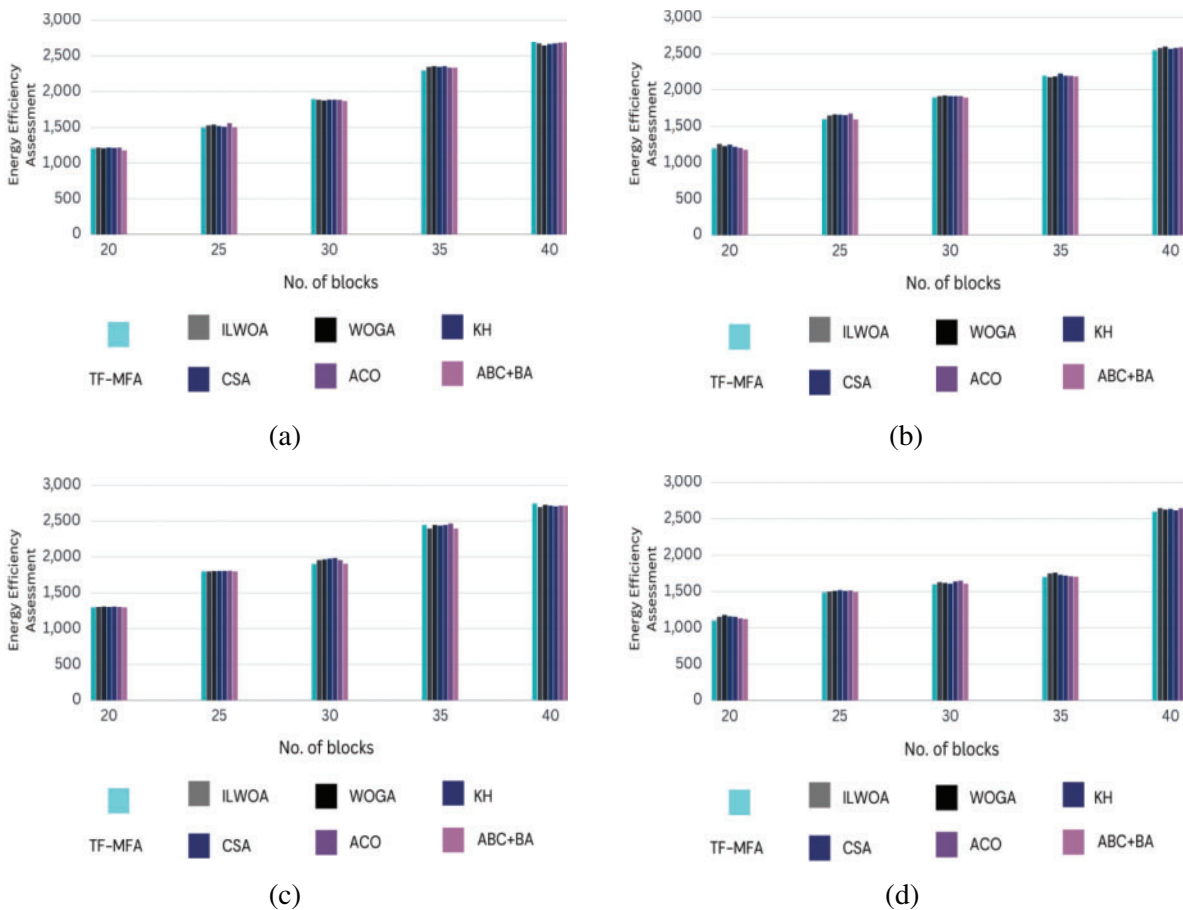 3,000
2,500
2,000
1,500
1,000
500
0
Energy Efficiency
Assessment
20 25 30 35 40
No. of blocks
ILWOA WOGA KH
TF-MFA CSA ACO ABC+BA
(a)
3,000
2,500
2,000
1,500
1,000
500
0
Energy Efficiency
Assessment
20 25 30 35 40
No. of blocks
ILWOA WOGA KH
TF-MFA CSA ACO ABC+BA
(b)
3,000
2,500
2,000
1,500
1,000
500
0
Energy Efficiency
Assessment
20 25 30 35 40
No. of blocks
ILWOA WOGA KH
TF-MFA CSA ACO ABC+BA
(c)
3,000
2,500
2,000
1,500
1,000
500
0
Energy Efficiency
Assessment
20 25 30 35 40
No. of blocks
ILWOA WOGA KH
TF-MFA CSA ACO ABC+BA
(d)